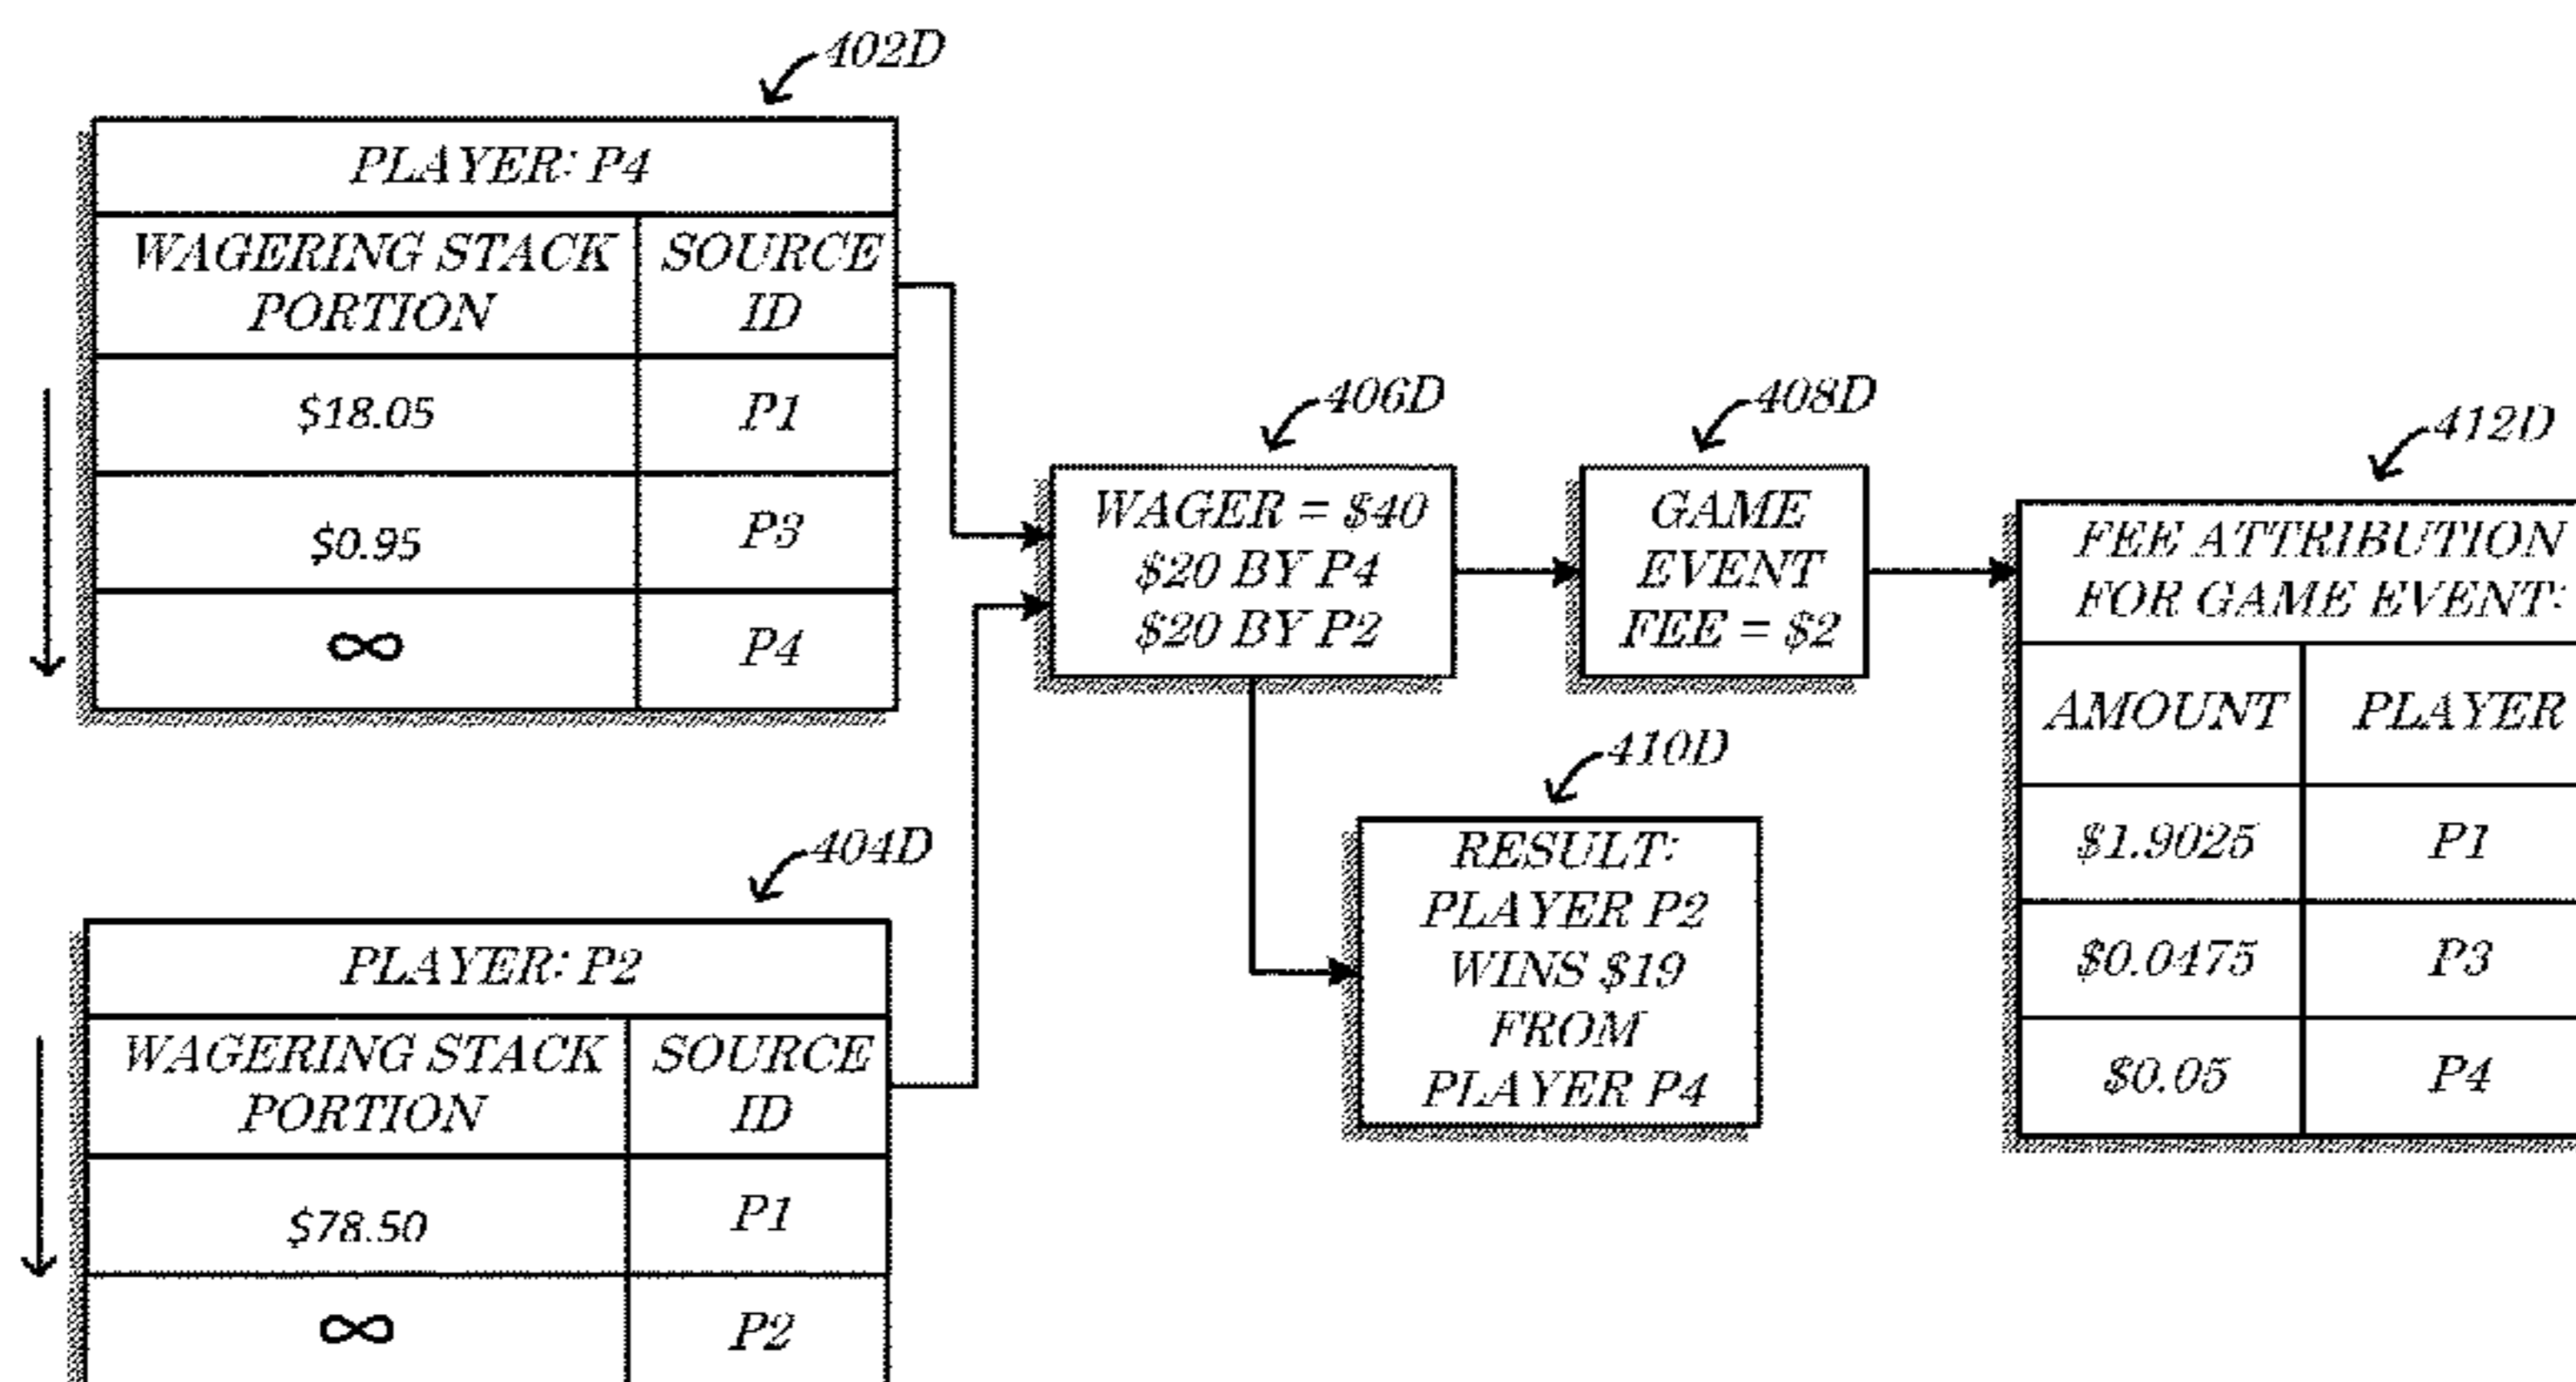 402D
PLAYER: P4
WAGERING STACK PORTION SOURCE ID
$18.05 P1
$0.95 P3
∞ P4
404D
PLAYER: P2
WAGERING STACK PORTION SOURCE ID
$78.50 P1
∞ P2
406D
WAGER = $40
$20 BY P4
$20 BY P2
408D
GAME
EVENT
FEE = $2
410D
RESULT:
PLAYER P2
WINS $19
FROM
PLAYER P4
412D
FEE ATTRIBUTION
FOR GAME EVENT:
AMOUNT PLAYER
$1.9025 P1
$0.0475 P3
$0.05 P4